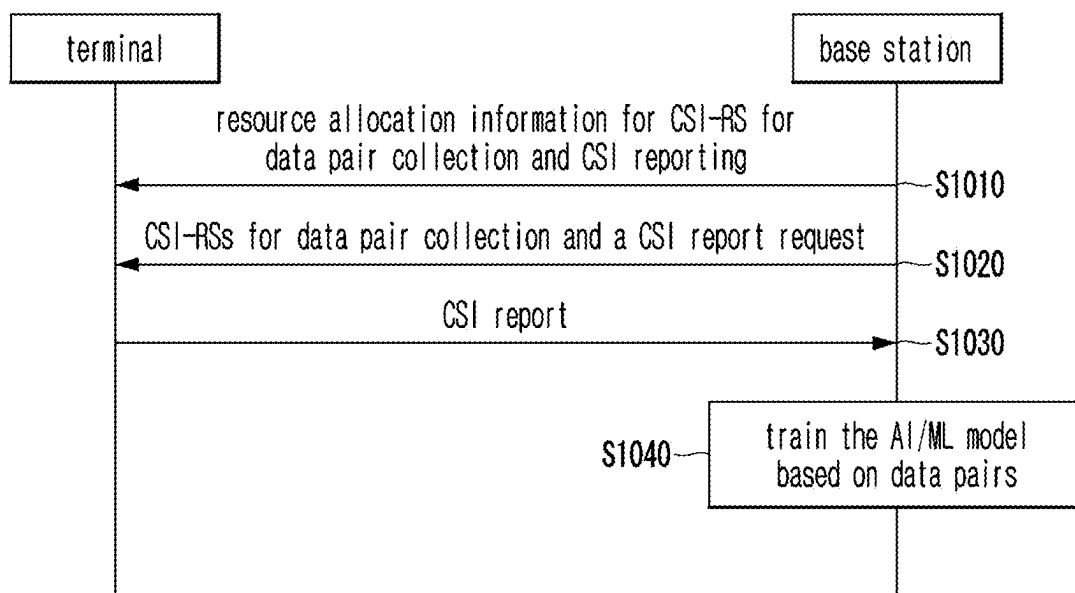 terminal
base station
resource allocation information for CSI-RS for
data pair collection and CSI reporting
S1010
CSI-RSs for data pair collection and a CSI report request
S1020
CSI report
S1030
S1040
train the AI/ML model
based on data pairs